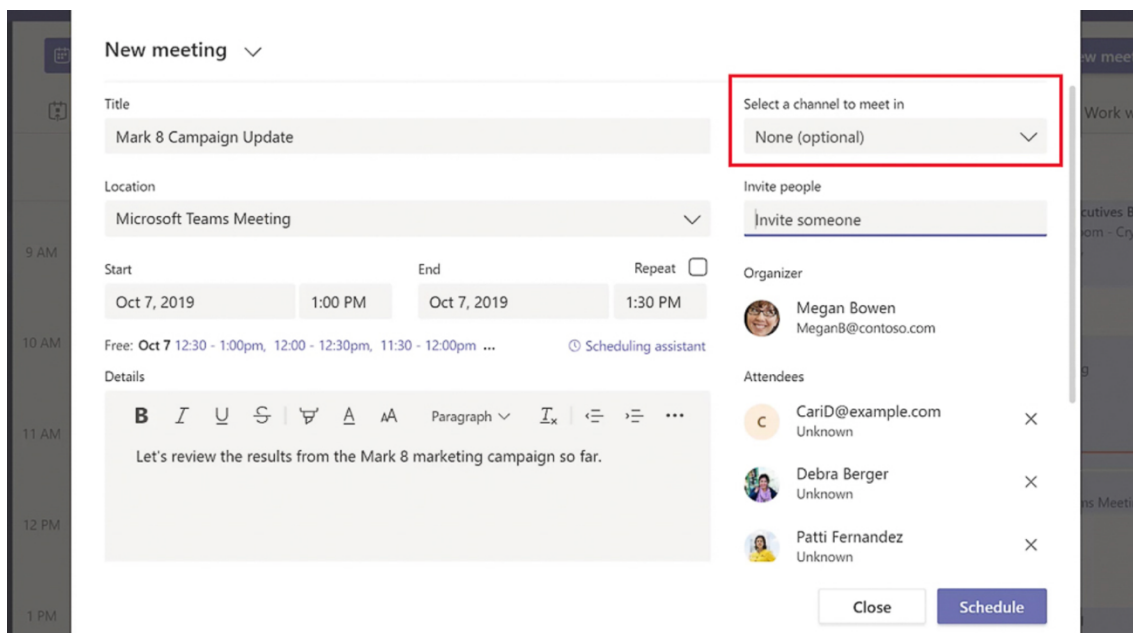 New meeting
Title
Mark 8 Campaign Update
Location
Microsoft Teams Meeting
Start
End
Repeat
Oct 7, 2019
1:00 PM
Oct 7, 2019
1:30 PM
Free: Oct 7 12:30 - 1:00pm, 12:00 - 12:30pm, 11:30 - 12:00pm ...
Scheduling assistant
Details
B I U S A AA Paragraph Tx ...
Let's review the results from the Mark 8 marketing campaign so far.
Select a channel to meet in
None (optional)
Invite people
Invite someone
Organizer
Megan Bowen
MeganB@contoso.com
Attendees
C
CariD@example.com
Unknown
Debra Berger
Unknown
Patti Fernandez
Unknown
Close
Schedule
9 AM
10 AM
11 AM
12 PM
1 PM
Work